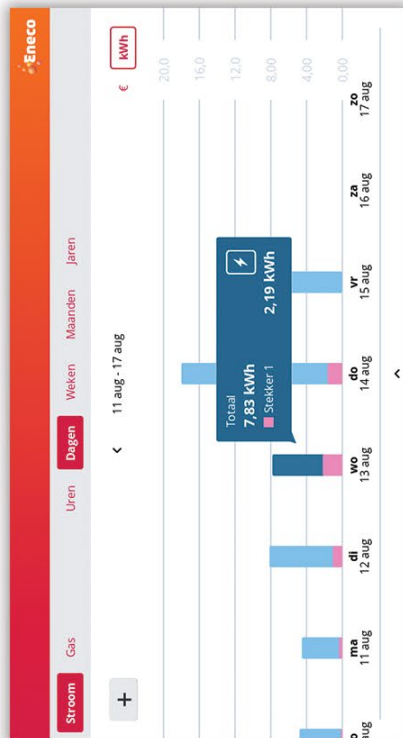 Eneco
Stroom
Gas
Uren
Dagen
Weken
Maanden
Jaren
+
11 aug - 17 aug
€
kWh
20,0
16,0
12,0
8,00
4,00
0,00
Totaal
7,83 kWh
Stekker 1
2,19 kWh
o
aug
ma
11 aug
di
12 aug
wo
13 aug
do
14 aug
vr
15 aug
za
16 aug
zo
17 aug